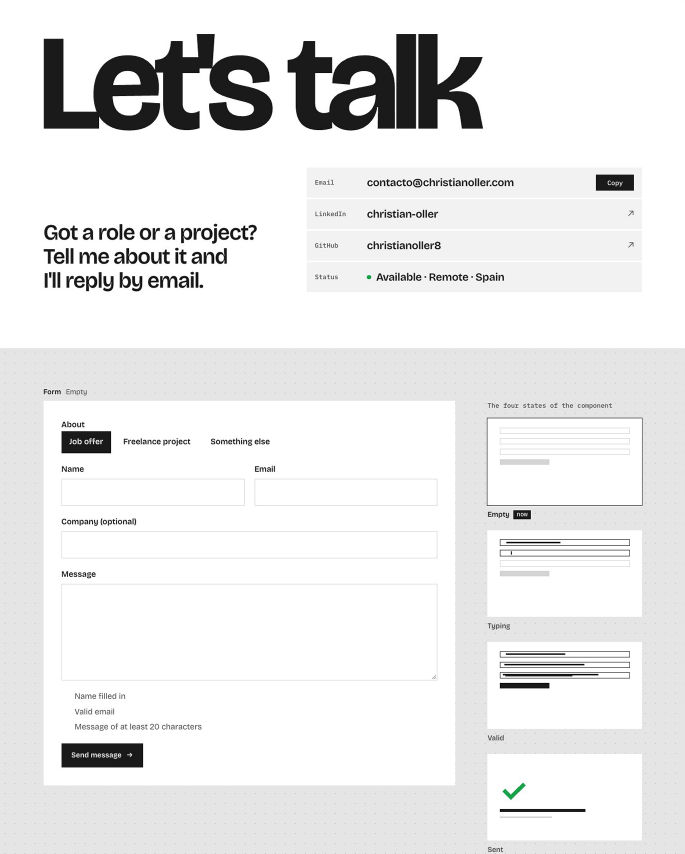 Let's talk
Email contacto@christianoller.com Copy
LinkedIn christian-oller
GitHub christianoller8
Status Available · Remote · Spain
Got a role or a project?
Tell me about it and
I'll reply by email.
Form Empty
About
Job offer Freelance project Something else
Name Email
Company (optional)
Message
Name filled in
Valid email
Message of at least 20 characters
Send message →
The four states of the component
Empty now
Typing
Valid
Sent